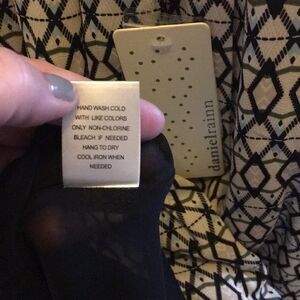 HAND WASH COLD
WITH LIKE COLORS
ONLY NON-CHLORINE
BLEACH IF NEEDED
HANG TO DRY
COOL IRON WHEN
NEEDED
danielrainn